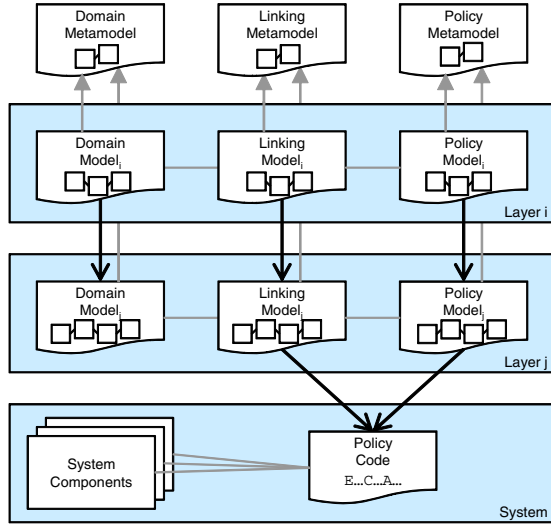 Domain
Metamodel
Linking
Metamodel
Policy
Metamodel
Domain
Model i
Linking
Model i
Policy
Model i
Layer i
Domain
Model i
Linking
Model i
Policy
Model j
Layer j
System
Components
Policy
Code
E...C...A...
System